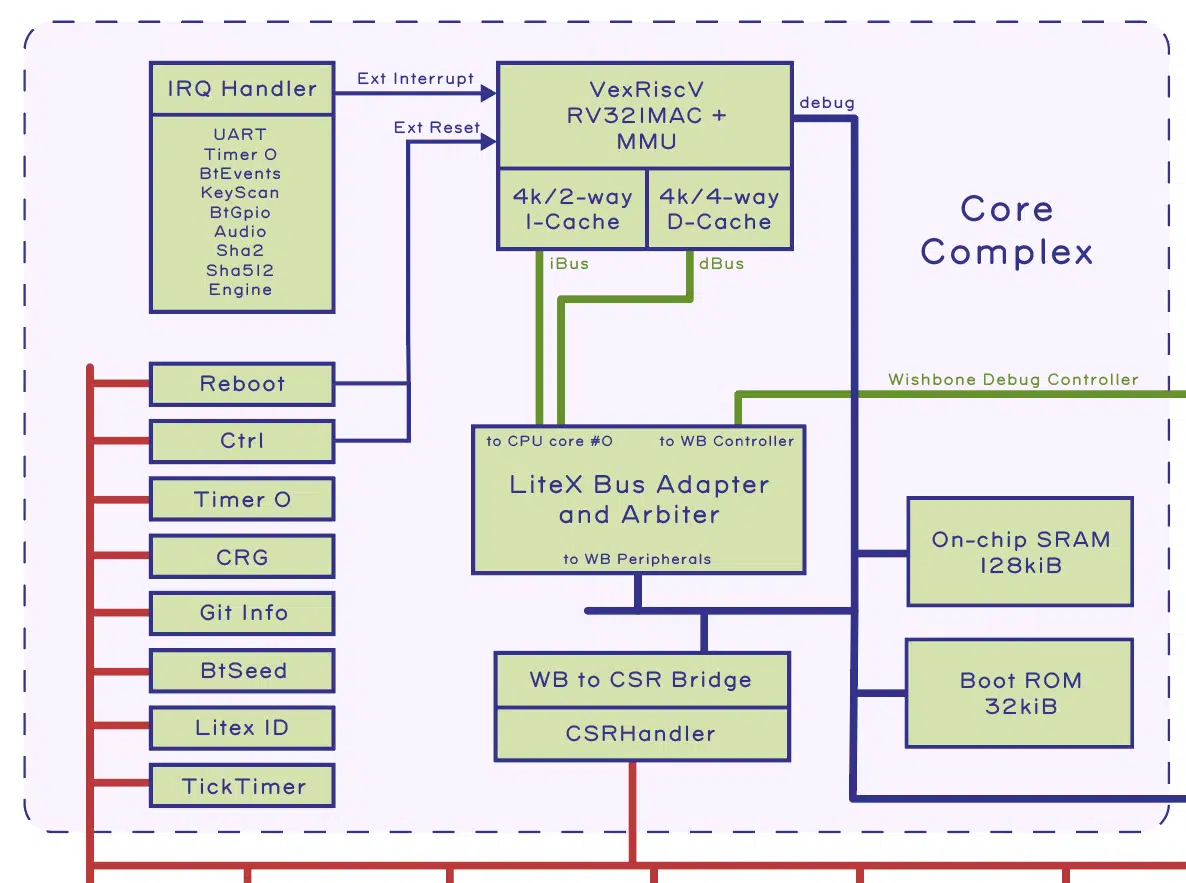 IRQ Handler
UART
Timer 0
BtEvents
KeyScan
BtGpio
Audio
Sha2
Sha512
Engine
Ext Interrupt
Ext Reset
VexRiscV
RV32IMAC +
MMU
debug
4k/2-way
I-Cache
4k/4-way
D-Cache
iBus
dBus
Core
Complex
Reboot
Ctrl
Timer 0
CRG
Git Info
BtSeed
Litex ID
TickTimer
Wishbone Debug Controller
to CPU core #0
to WB Controller
LiteX Bus Adapter
and Arbiter
to WB Peripherals
On-chip SRAM
128kiB
WB to CSR Bridge
CSRHandler
Boot ROM
32kiB